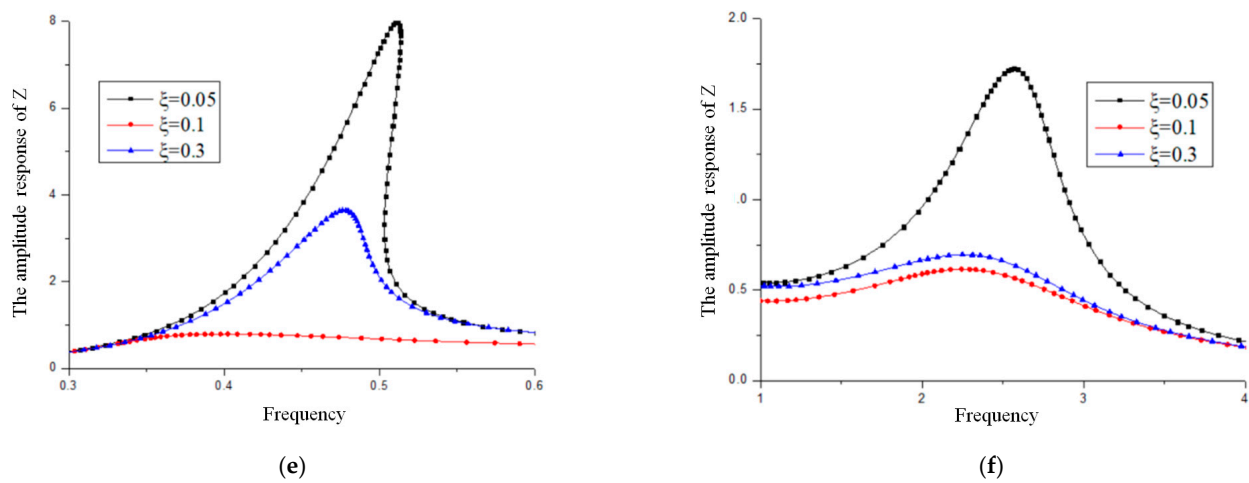 The amplitude response of Z
8
6
4
2
0
ξ=0.05
ξ=0.1
ξ=0.3
0.3
0.4
0.5
0.6
Frequency
(e)
The amplitude response of Z
2.0
1.5
.0
0.5
0.0
ξ=0.05
ξ=0.1
ξ=0.3
1
2
3
4
Frequency
(f)